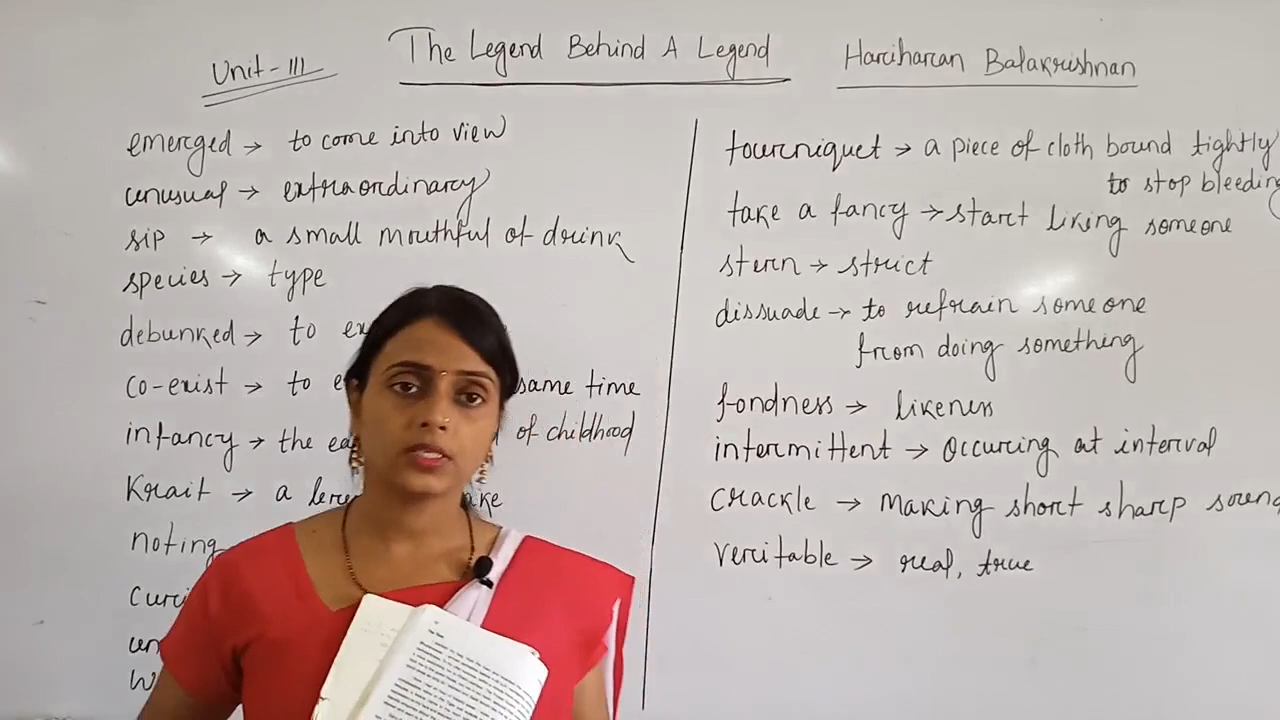 Unit-III
The Legend Behind A Legend
Hariharan Balakrishnan
emerged → to come into view
unusual → extraordinary
sip → a small mouthful of drink
species → type
debunked → to
co-exist → to same time
infancy → the of childhood
Krait → a
noting
tourniquet → a piece of cloth bound tightly
to stop bleeding
take a fancy → start liking someone
stern → strict
dissuade → to refrain someone
from doing something
fondness → likeness
intermittent → Occuring at interval
crackle → making short sharp
veritable → real, true